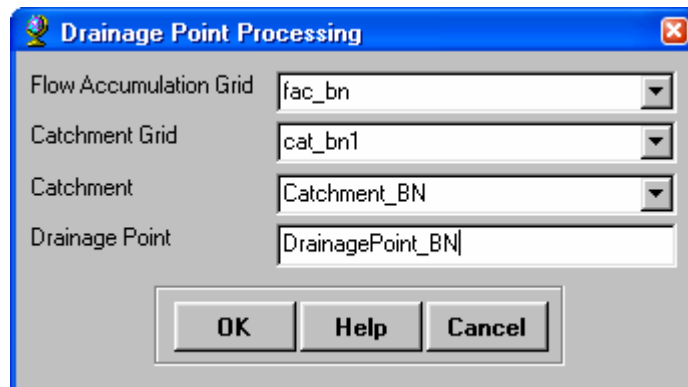 Drainage Point Processing
Flow Accumulation Grid fac_bn
Catchment Grid cat_bn1
Catchment Catchment_BN
Drainage Point DrainagePoint_BN
OK Help Cancel